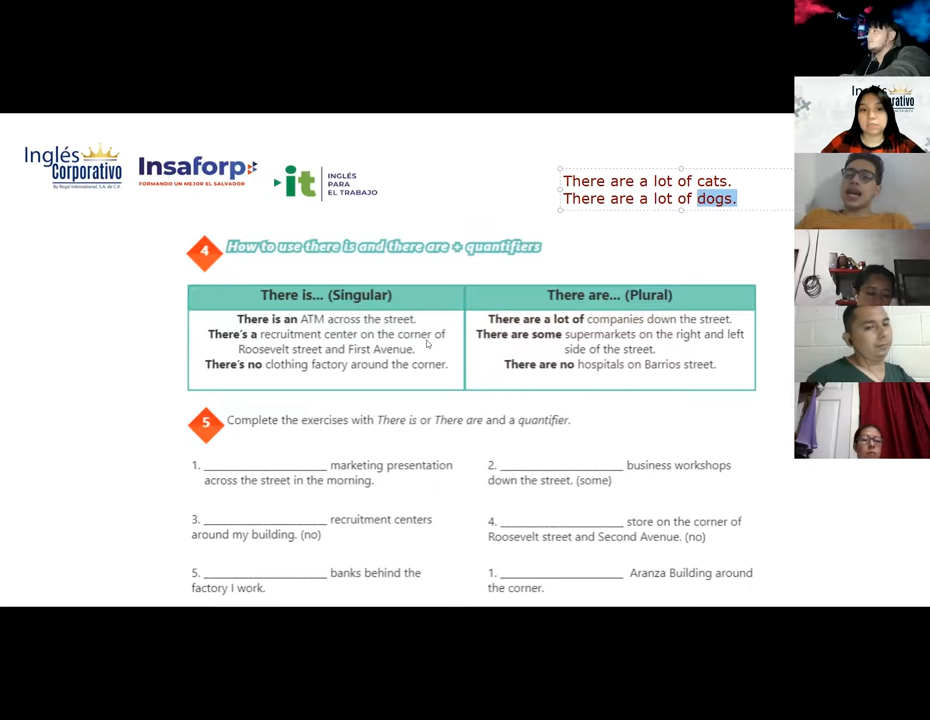 Inglés
Corporativo
By Regal International, S.A. de C.V.
Insaforp
FORMANDO UN MEJOR EL SALVADOR
it
INGLÉS
PARA
EL TRABAJO
There are a lot of cats.
There are a lot of dogs.
4 How to use there is and there are + quantifiers
There is... (Singular)
There are... (Plural)
There is an ATM across the street.
There's a recruitment center on the corner of
Roosevelt street and First Avenue.
There's no clothing factory around the corner.
There are a lot of companies down the street.
There are some supermarkets on the right and left
side of the street.
There are no hospitals on Barrios street.
5 Complete the exercises with There is or There are and a quantifier.
1. ____________________ marketing presentation
across the street in the morning.
2. ____________________ business workshops
down the street. (some)
3. ____________________ recruitment centers
around my building. (no)
4. ____________________ store on the corner of
Roosevelt street and Second Avenue. (no)
5. ____________________ banks behind the
factory I work.
1. ____________________ Aranza Building around
the corner.